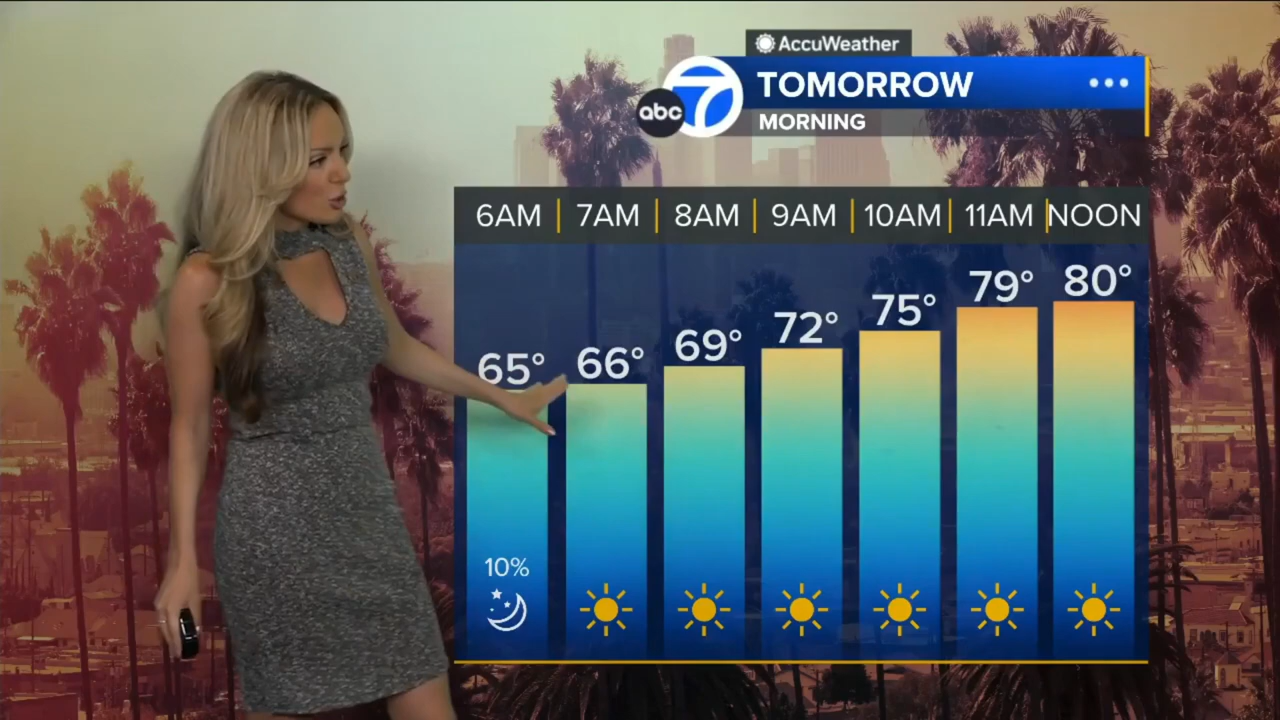 AccuWeather
abc 7
TOMORROW
MORNING
6AM 7AM 8AM 9AM 10AM 11AM NOON
65° 66° 69° 72° 75° 79° 80°
10%